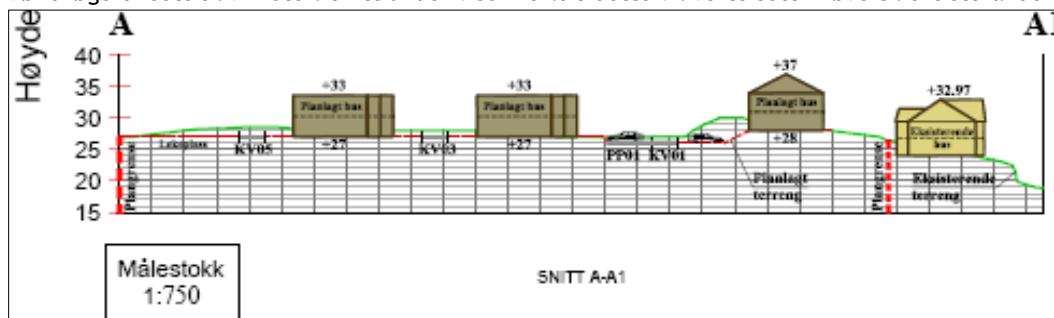 A
A1
Høyde
40
35
30
25
20
15
+33
+33
+37
+32.97
Planlagt hus
Planlagt hus
Planlagt hus
Eksisterende
hus
Lekeplass
KV05
+27
KV03
+27
PP01
KV01
+28
Plangrense
Planlagt
terreng
Plangrense
Eksisterende
terreng
Målestokk
1:750
SNITT A-A1